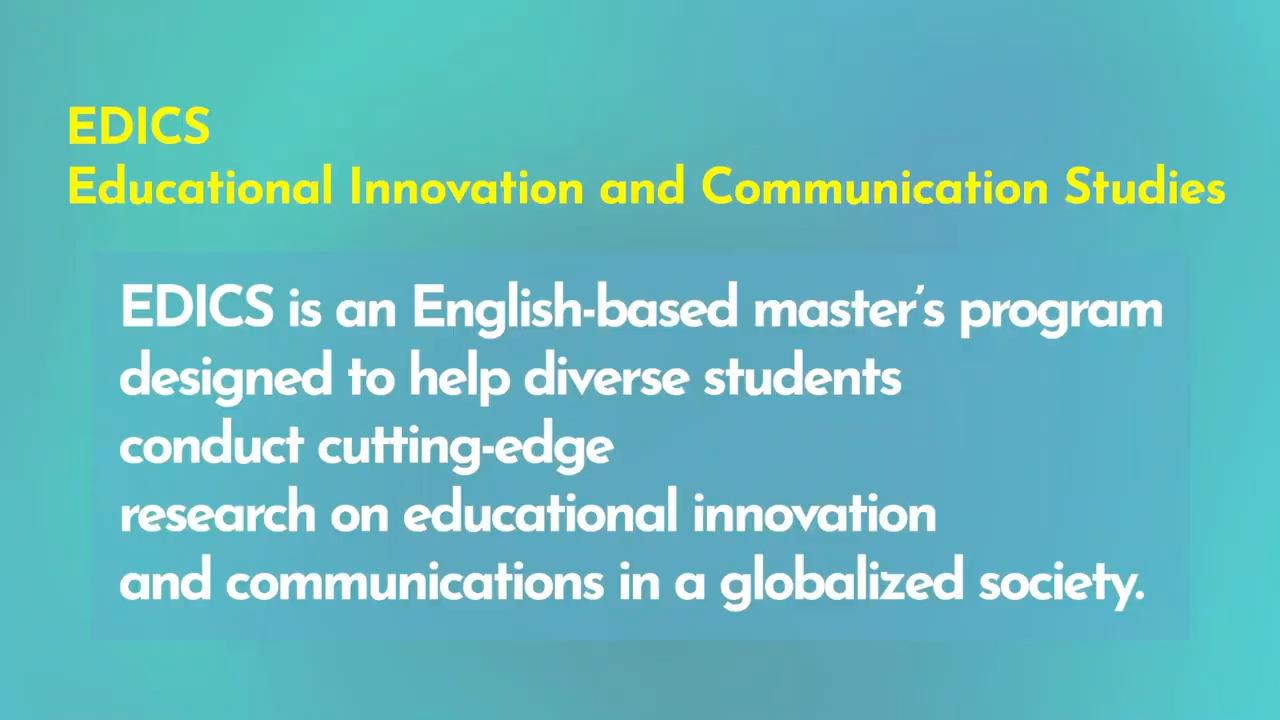 EDICS
Educational Innovation and Communication Studies
EDICS is an English-based master’s program
designed to help diverse students
conduct cutting-edge
research on educational innovation
and communications in a globalized society.